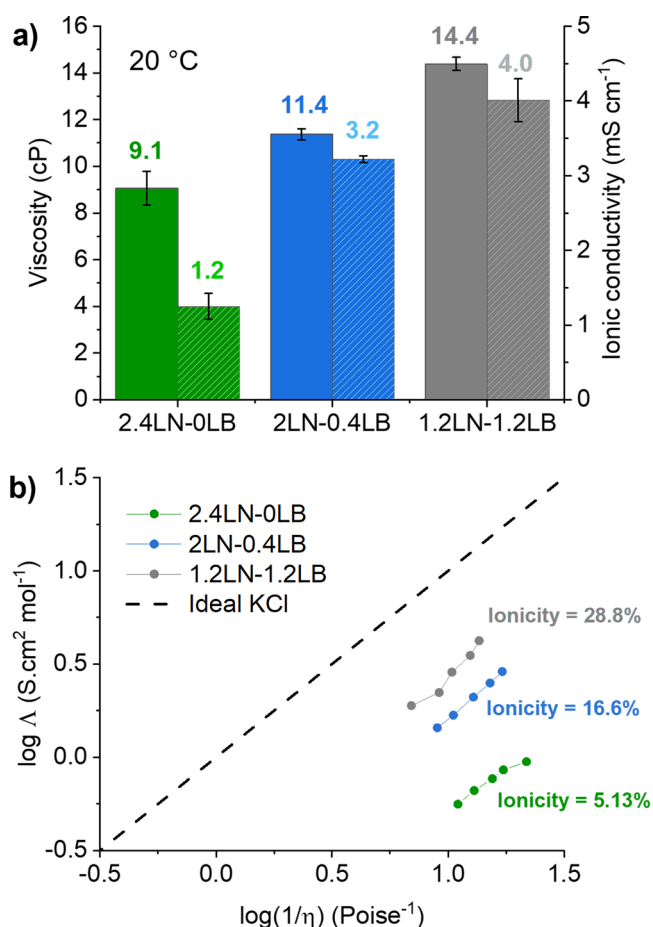 a)
20 °C
9.1
1.2
11.4
3.2
14.4
4.0
Viscosity (cP)
16
14
12
10
8
6
4
2
0
Ionic conductivity (mS cm⁻¹)
5
4
3
2
1
0
2.4LN-0LB 2LN-0.4LB 1.2LN-1.2LB
b)
2.4LN-0LB
2LN-0.4LB
1.2LN-1.2LB
Ideal KCl
Ionicity = 28.8%
Ionicity = 16.6%
Ionicity = 5.13%
log Λ (S.cm² mol⁻¹)
1.5
1.0
0.5
0.0
-0.5
-0.5 0.0 0.5 1.0 1.5
log(1/η) (Poise⁻¹)